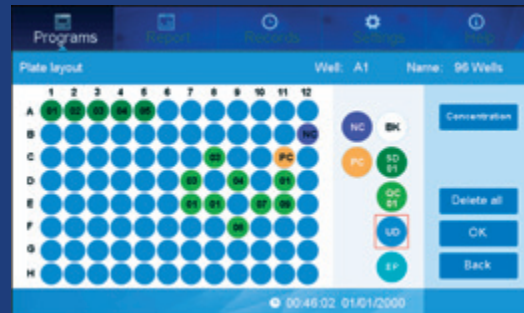 Programs Report Records Settings Help
Plate layout Well: A1 Name: 96 Wells
1 2 3 4 5 6 7 8 9 10 11 12
A 01 02 03 04 05
B NC
C 03 PC
D 03 04 01
E 01 01 07 09
F 08
G
H
NC BK
PC SD 01
QC 01
UD
EP
Concentration
Delete all
OK
Back
00:46:02 01/01/2000